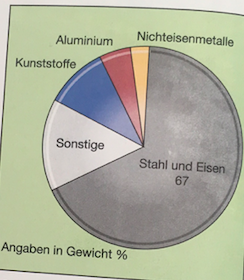 Aluminium
Nichteisenmetalle
Kunststoffe
Sonstige
Stahl und Eisen
67
Angaben in Gewicht %